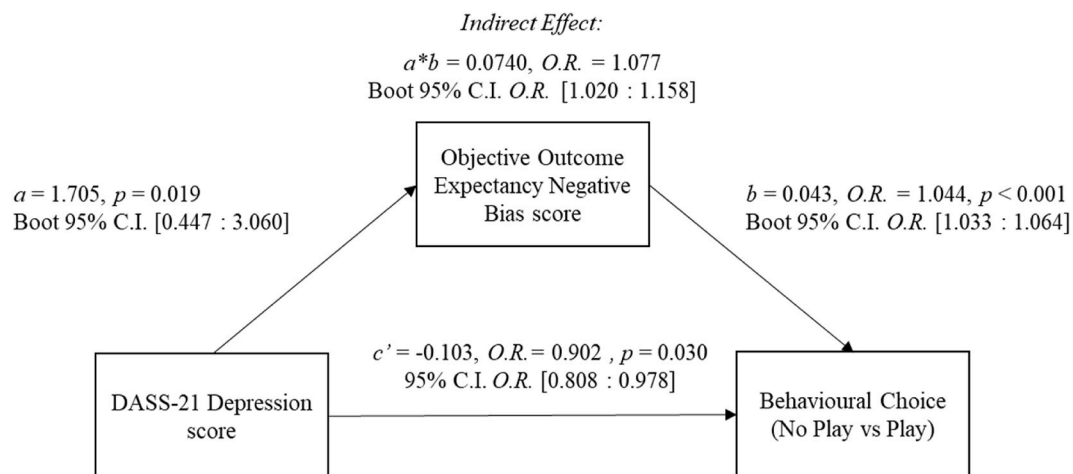 Indirect Effect:
a*b = 0.0740, O.R. = 1.077
Boot 95% C.I. O.R. [1.020 : 1.158]
Objective Outcome
Expectancy Negative
Bias score
a = 1.705, p = 0.019
Boot 95% C.I. [0.447 : 3.060]
b = 0.043, O.R. = 1.044, p < 0.001
Boot 95% C.I. O.R. [1.033 : 1.064]
c’ = -0.103, O.R. = 0.902 , p = 0.030
95% C.I. O.R. [0.808 : 0.978]
DASS-21 Depression
score
Behavioural Choice
(No Play vs Play)